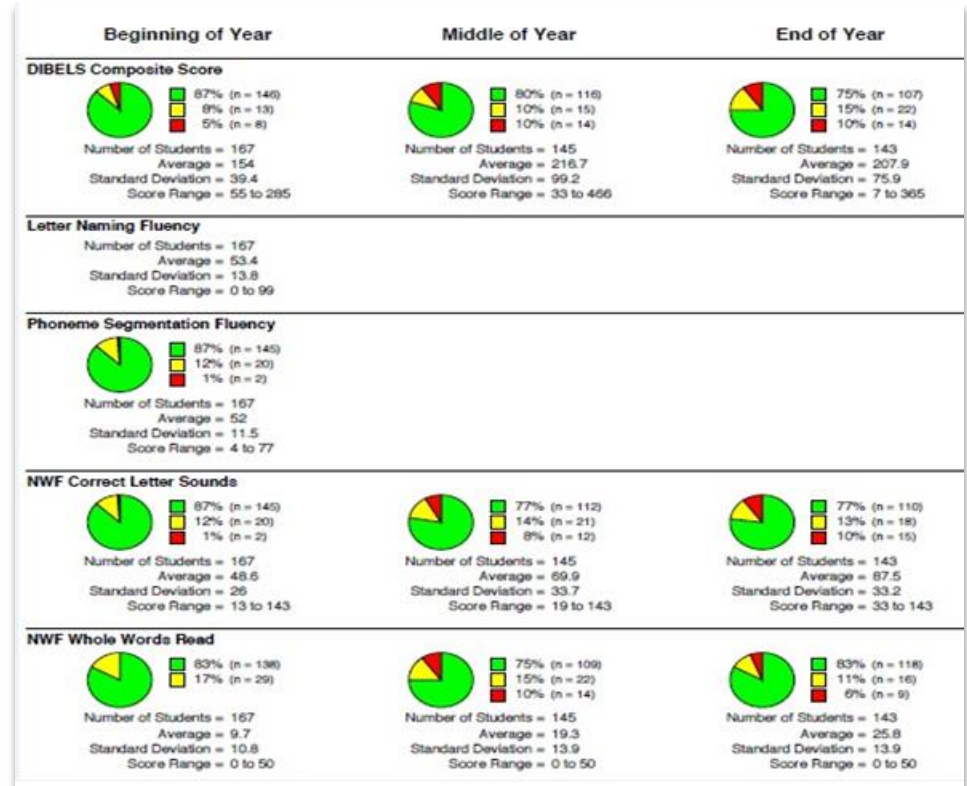 Beginning of Year Middle of Year End of Year
DIBELS Composite Score
87% (n = 146) 80% (n = 116) 75% (n = 107)
8% (n = 13) 10% (n = 15) 15% (n = 22)
5% (n = 8) 10% (n = 14) 10% (n = 14)
Number of Students = 167 Number of Students = 145 Number of Students = 143
Average = 154 Average = 216.7 Average = 207.9
Standard Deviation = 39.4 Standard Deviation = 99.2 Standard Deviation = 75.9
Score Range = 55 to 285 Score Range = 33 to 466 Score Range = 7 to 365
Letter Naming Fluency
Number of Students = 167
Average = 53.4
Standard Deviation = 13.8
Score Range = 0 to 99
Phoneme Segmentation Fluency
87% (n = 145)
12% (n = 20)
1% (n = 2)
Number of Students = 167
Average = 52
Standard Deviation = 11.5
Score Range = 4 to 77
NWF Correct Letter Sounds
87% (n = 145) 77% (n = 112) 77% (n = 110)
12% (n = 20) 14% (n = 21) 13% (n = 18)
1% (n = 2) 8% (n = 12) 10% (n = 15)
Number of Students = 167 Number of Students = 145 Number of Students = 143
Average = 48.6 Average = 69.9 Average = 87.5
Standard Deviation = 26 Standard Deviation = 33.7 Standard Deviation = 33.2
Score Range = 13 to 143 Score Range = 19 to 143 Score Range = 33 to 143
NWF Whole Words Read
83% (n = 138) 75% (n = 109) 83% (n = 118)
17% (n = 29) 15% (n = 22) 11% (n = 16)
10% (n = 14) 6% (n = 9)
Number of Students = 167 Number of Students = 145 Number of Students = 143
Average = 9.7 Average = 19.3 Average = 25.8
Standard Deviation = 10.8 Standard Deviation = 13.9 Standard Deviation = 13.9
Score Range = 0 to 50 Score Range = 0 to 50 Score Range = 0 to 50